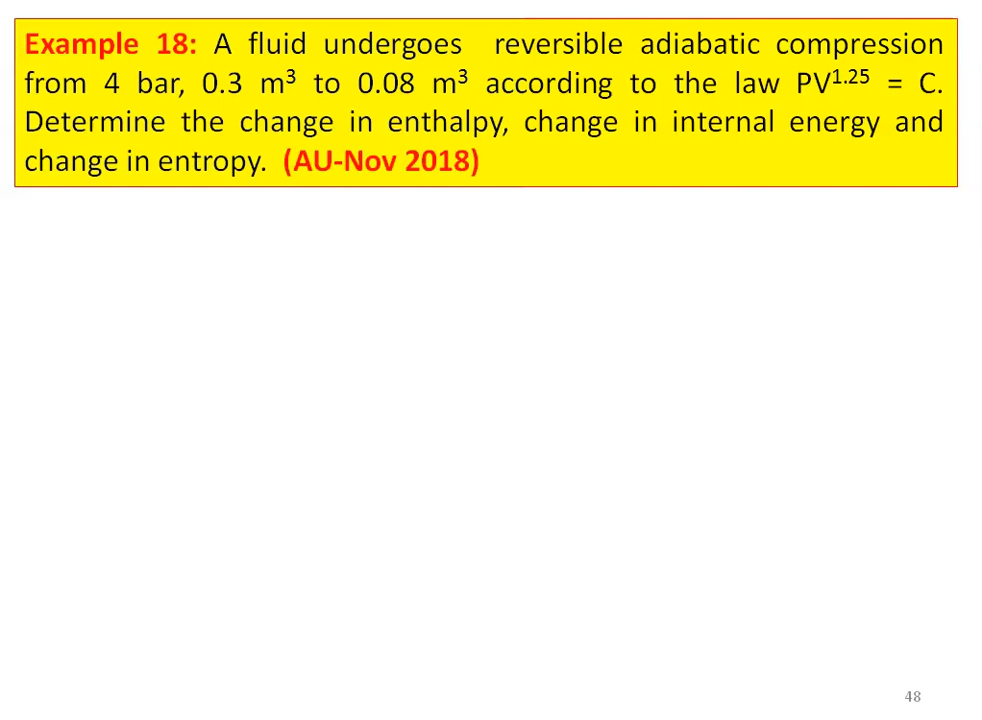 Example 18: A fluid undergoes reversible adiabatic compression
from 4 bar, 0.3 m³ to 0.08 m³ according to the law PV¹·²⁵ = C.
Determine the change in enthalpy, change in internal energy and
change in entropy. (AU-Nov 2018)
48